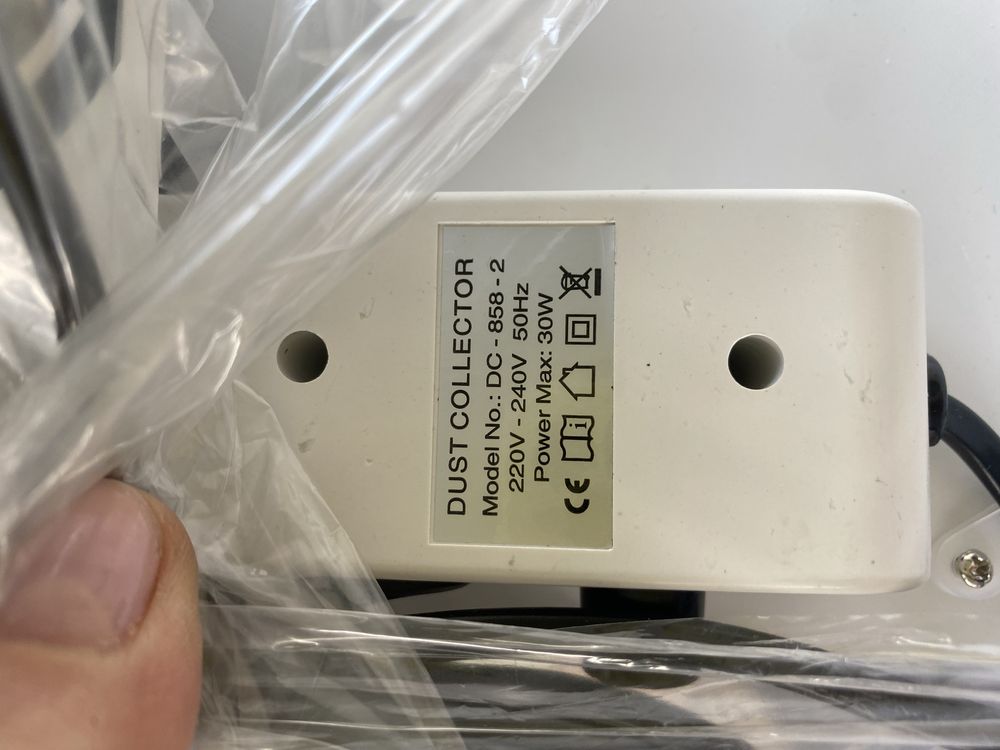 DUST COLLECTOR
Model No.: DC - 858 - 2
220V - 240V 50Hz
Power Max: 30W
CE